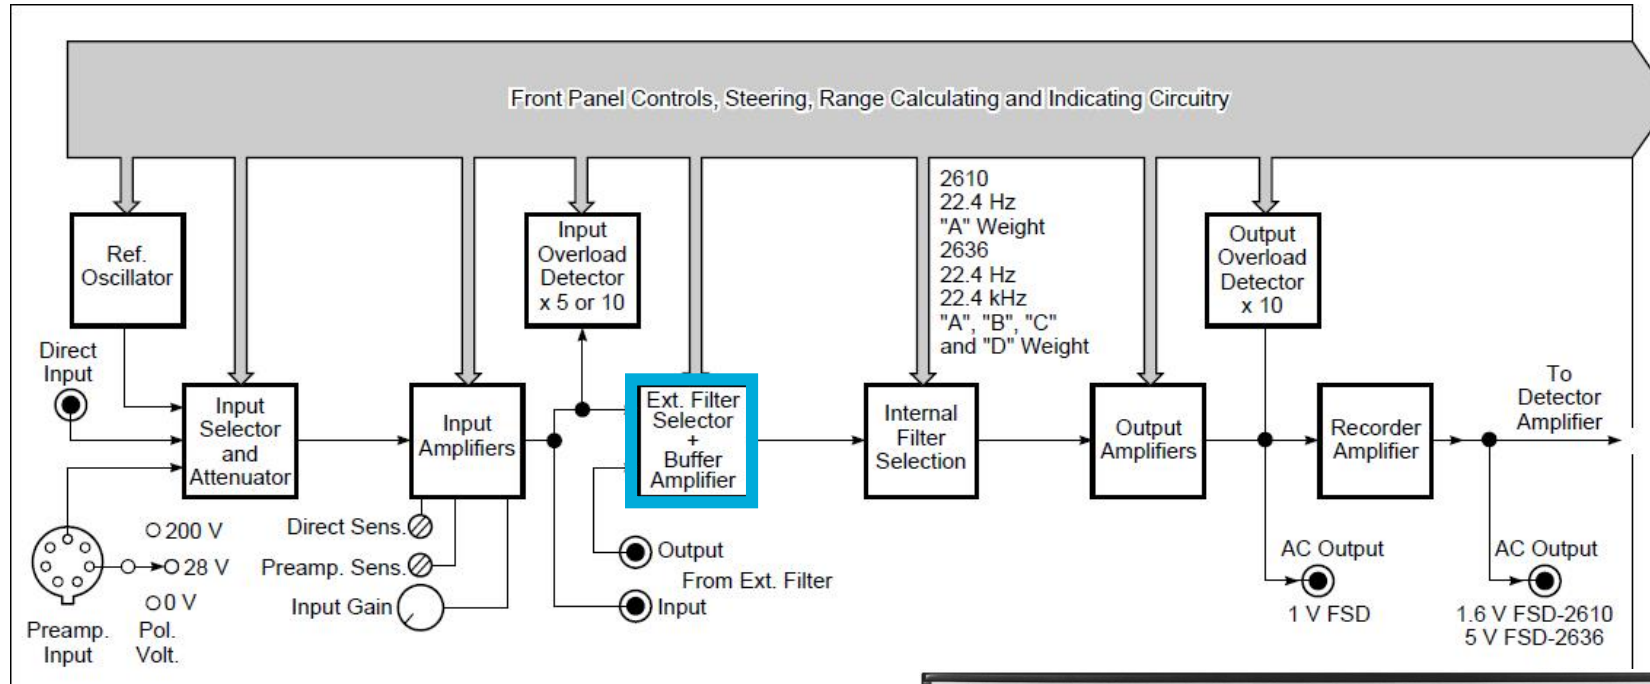 Front Panel Controls, Steering, Range Calculating and Indicating Circuitry
2610
22.4 Hz
"A" Weight
2636
22.4 Hz
22.4 kHz
"A", "B", "C"
and "D" Weight
Ref.
Oscillator
Input
Overload
Detector
x 5 or 10
Output
Overload
Detector
x 10
Direct
Input
Input
Selector
and
Attenuator
Input
Amplifiers
Ext. Filter
Selector
+
Buffer
Amplifier
Internal
Filter
Selection
Output
Amplifiers
Recorder
Amplifier
To
Detector
Amplifier
200 V
28 V
0 V
Preamp.
Input
Pol.
Volt.
Direct Sens.
Preamp. Sens.
Input Gain
Output
From Ext. Filter
Input
AC Output
1 V FSD
AC Output
1.6 V FSD-2610
5 V FSD-2636